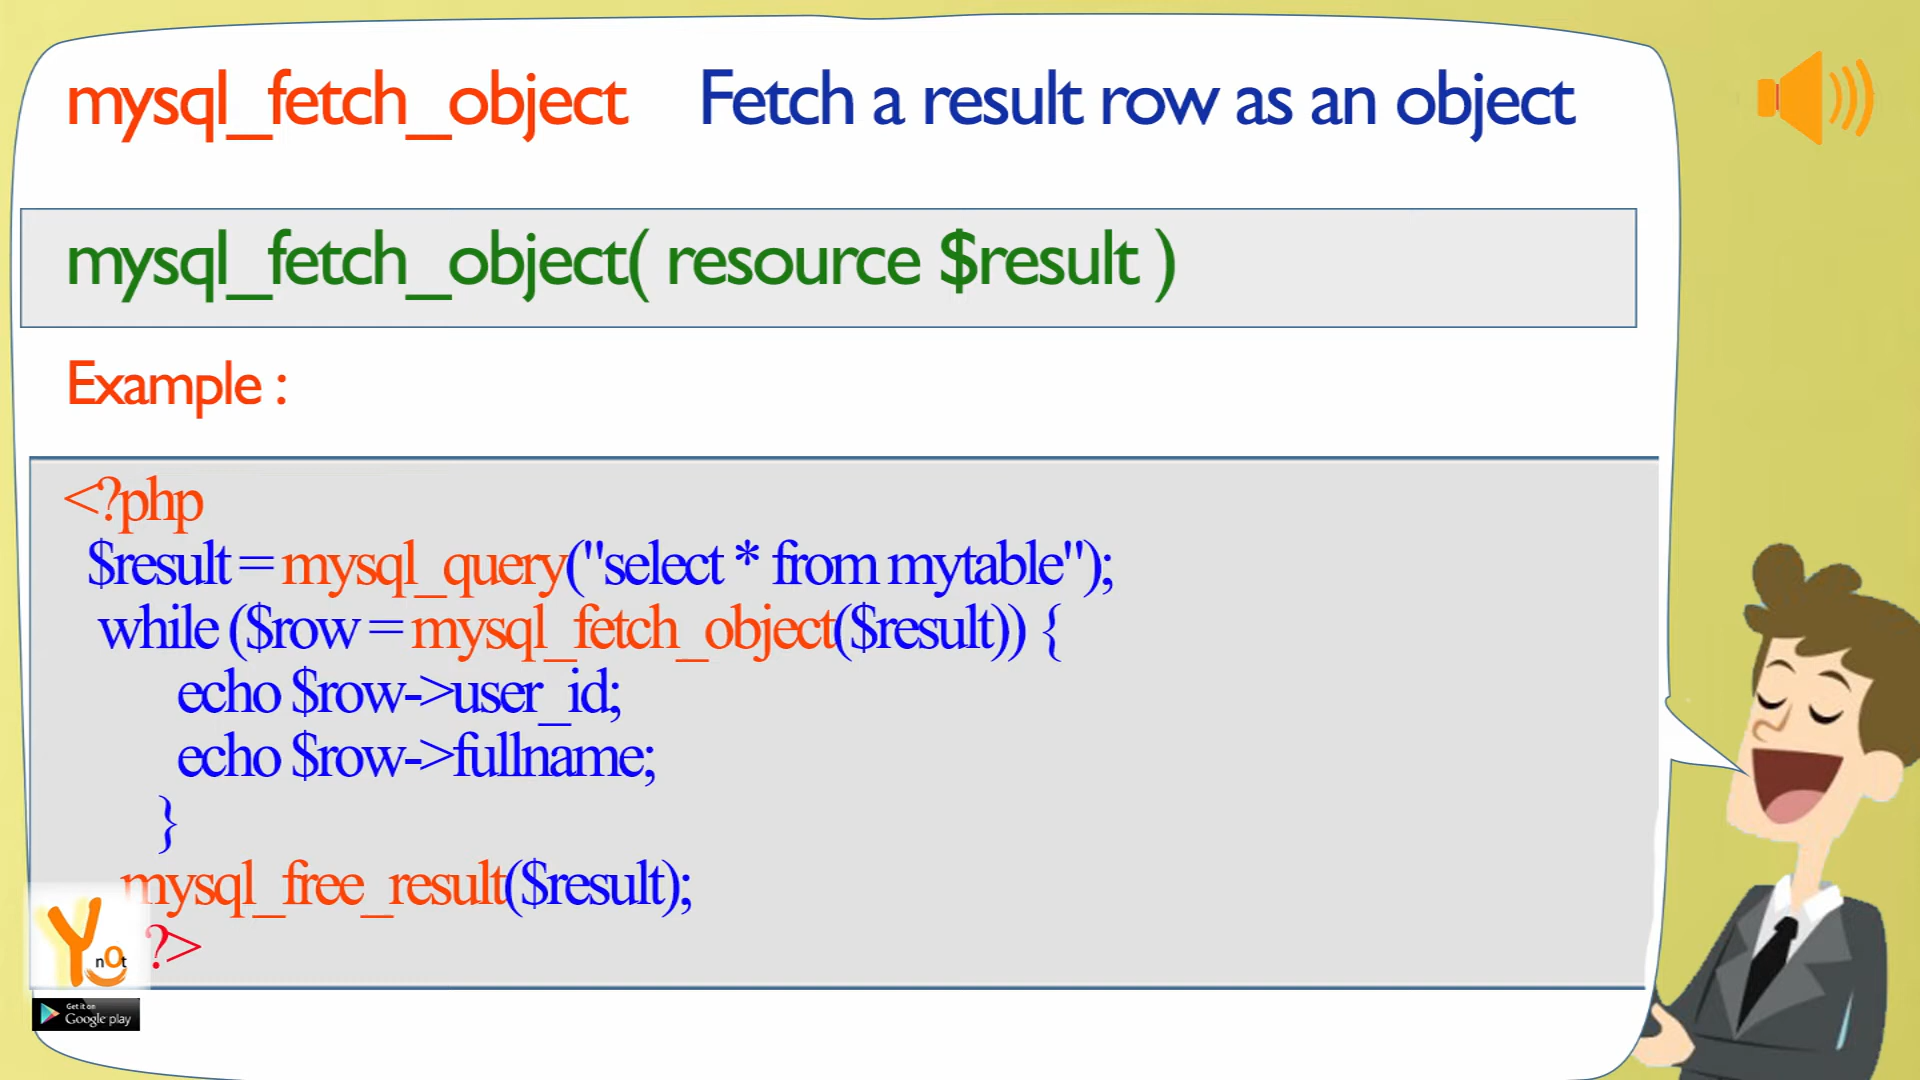 mysql_fetch_object Fetch a result row as an object
mysql_fetch_object( resource $result )
Example :
<?php
$result = mysql_query("select * from mytable");
while ($row = mysql_fetch_object($result)) {
echo $row->user_id;
echo $row->fullname;
}
mysql_free_result($result);
?>
Y nOt
Get it on
Google play